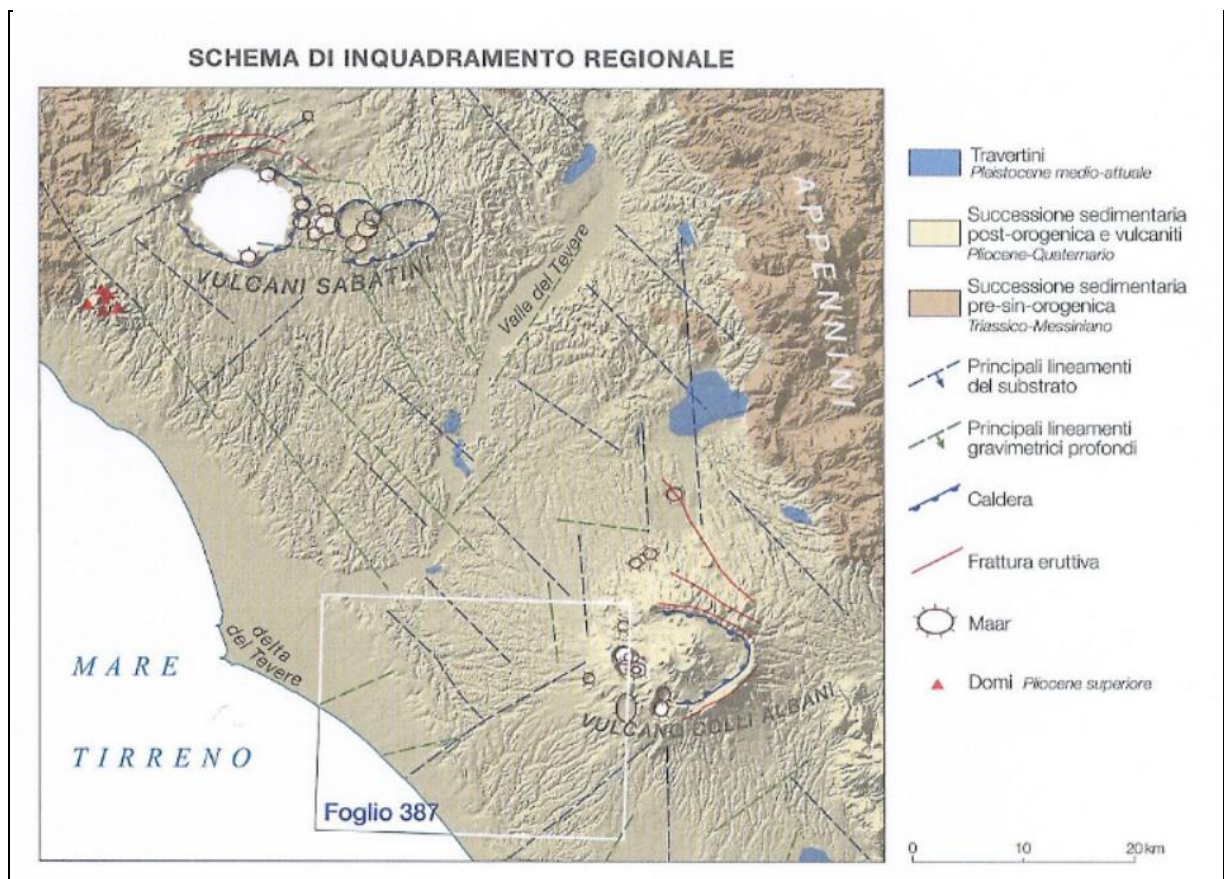 SCHEMA DI INQUADRAMENTO REGIONALE
VULCANI SABATINI
Valle del Tevere
APPENNINI
delta
del Tevere
MARE
TIRRENO
VULCANO COLLI ALBANI
Foglio 387
Travertini
Pleistocene medio-attuale
Successione sedimentaria
post-orogenica e vulcaniti
Pliocene-Quaternario
Successione sedimentaria
pre-sin-orogenica
Triassico-Messiniano
Principali lineamenti
del substrato
Principali lineamenti
gravimetrici profondi
Caldera
Frattura eruttiva
Maar
Domi Pliocene superiore
0 10 20 km